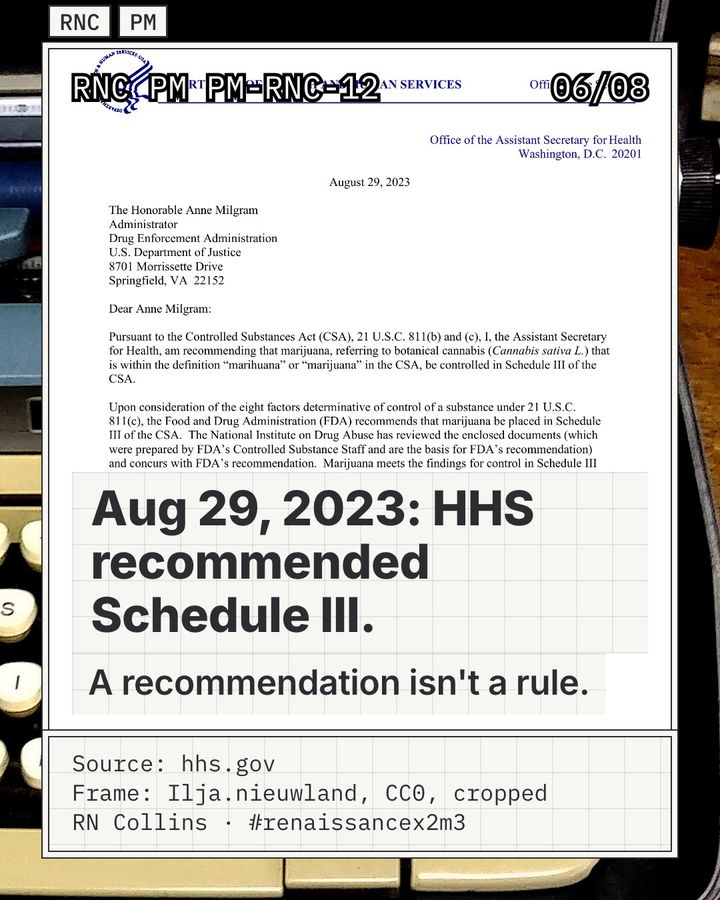 RNC PM
RNC PM PM-RNC-12 06/08
AN SERVICES
Office of the Assistant Secretary for Health
Washington, D.C. 20201
August 29, 2023
The Honorable Anne Milgram
Administrator
Drug Enforcement Administration
U.S. Department of Justice
8701 Morrissette Drive
Springfield, VA 22152
Dear Anne Milgram:
Pursuant to the Controlled Substances Act (CSA), 21 U.S.C. 811(b) and (c), I, the Assistant Secretary
for Health, am recommending that marijuana, referring to botanical cannabis (Cannabis sativa L.) that
is within the definition “marihuana” or “marijuana” in the CSA, be controlled in Schedule III of the
CSA.
Upon consideration of the eight factors determinative of control of a substance under 21 U.S.C.
811(c), the Food and Drug Administration (FDA) recommends that marijuana be placed in Schedule
III of the CSA. The National Institute on Drug Abuse has reviewed the enclosed documents (which
were prepared by FDA’s Controlled Substance Staff and are the basis for FDA’s recommendation)
and concurs with FDA’s recommendation. Marijuana meets the findings for control in Schedule III
Aug 29, 2023: HHS
recommended
Schedule III.
A recommendation isn't a rule.
S
I
Source: hhs.gov
Frame: Ilja.nieuwland, CC0, cropped
RN Collins · #renaissancex2m3